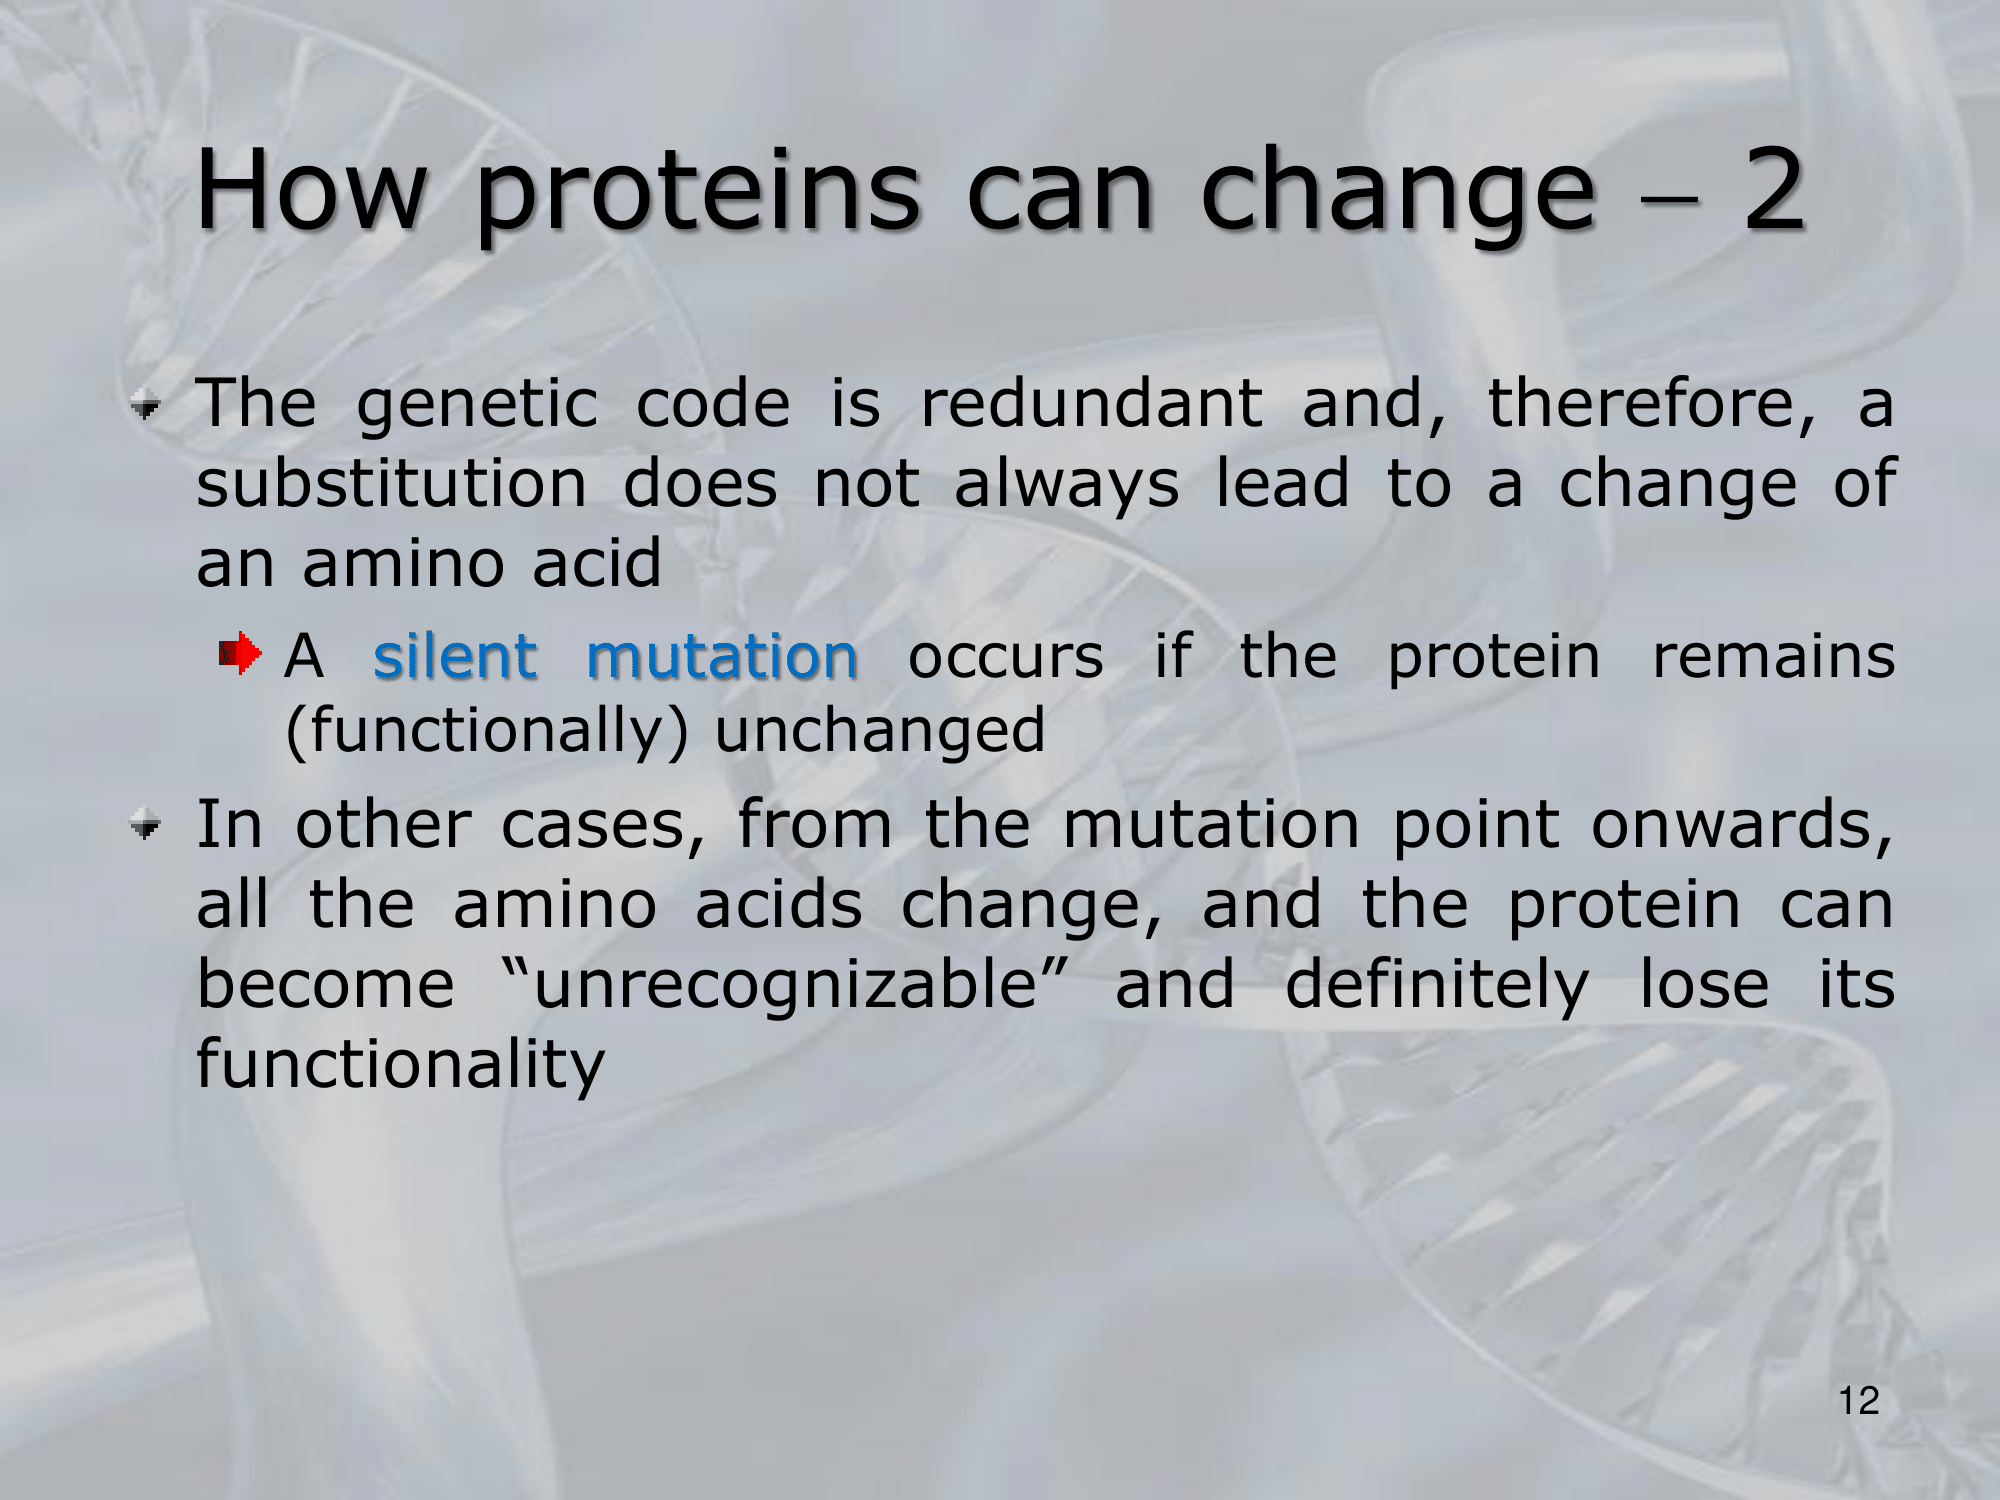 How proteins can change – 2
The genetic code is redundant and, therefore, a
substitution does not always lead to a change of
an amino acid
A silent mutation occurs if the protein remains
(functionally) unchanged
In other cases, from the mutation point onwards,
all the amino acids change, and the protein can
become “unrecognizable” and definitely lose its
functionality
12